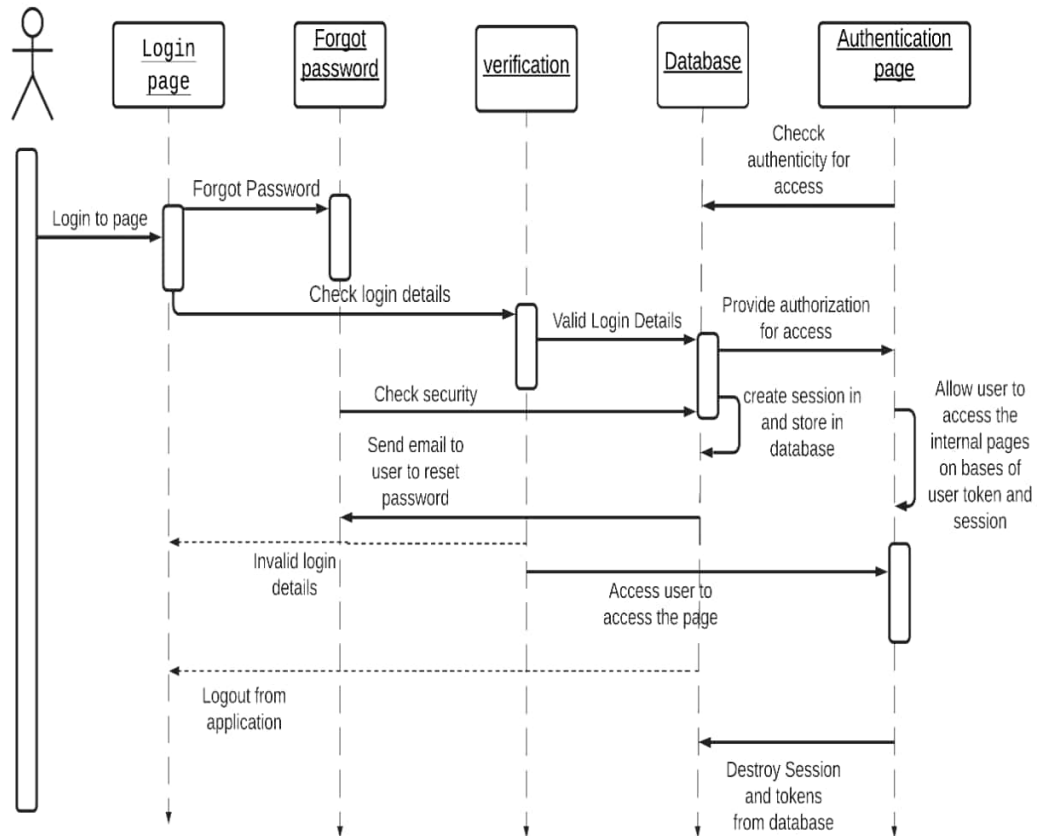 Login
page
Forgot
password
verification
Database
Authentication
page
Checck
authenticity for
access
Forgot Password
Login to page
Check login details
Valid Login Details
Provide authorization
for access
Check security
create session in
and store in
database
Allow user to
access the
internal pages
on bases of
user token and
session
Send email to
user to reset
password
Invalid login
details
Access user to
access the page
Logout from
application
Destroy Session
and tokens
from database